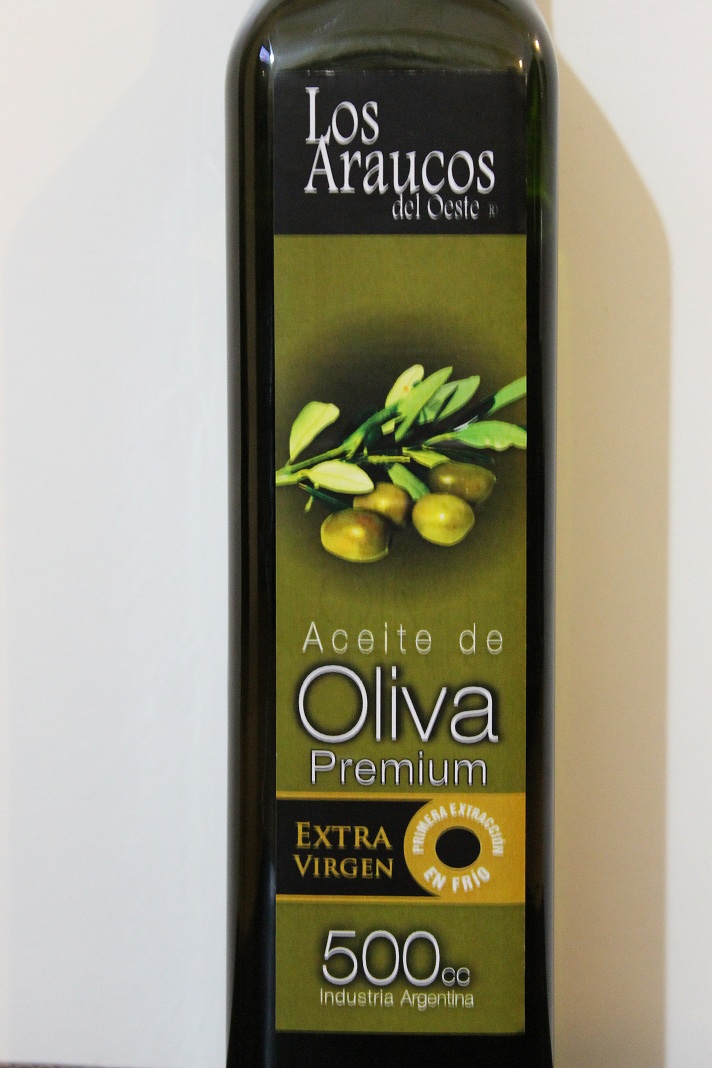 Los
Araucos
del Oeste ®
Aceite de
Oliva
Premium
EXTRA
VIRGEN
PRIMERA EXTRACCIÓN
EN FRÍO
500cc
Industria Argentina